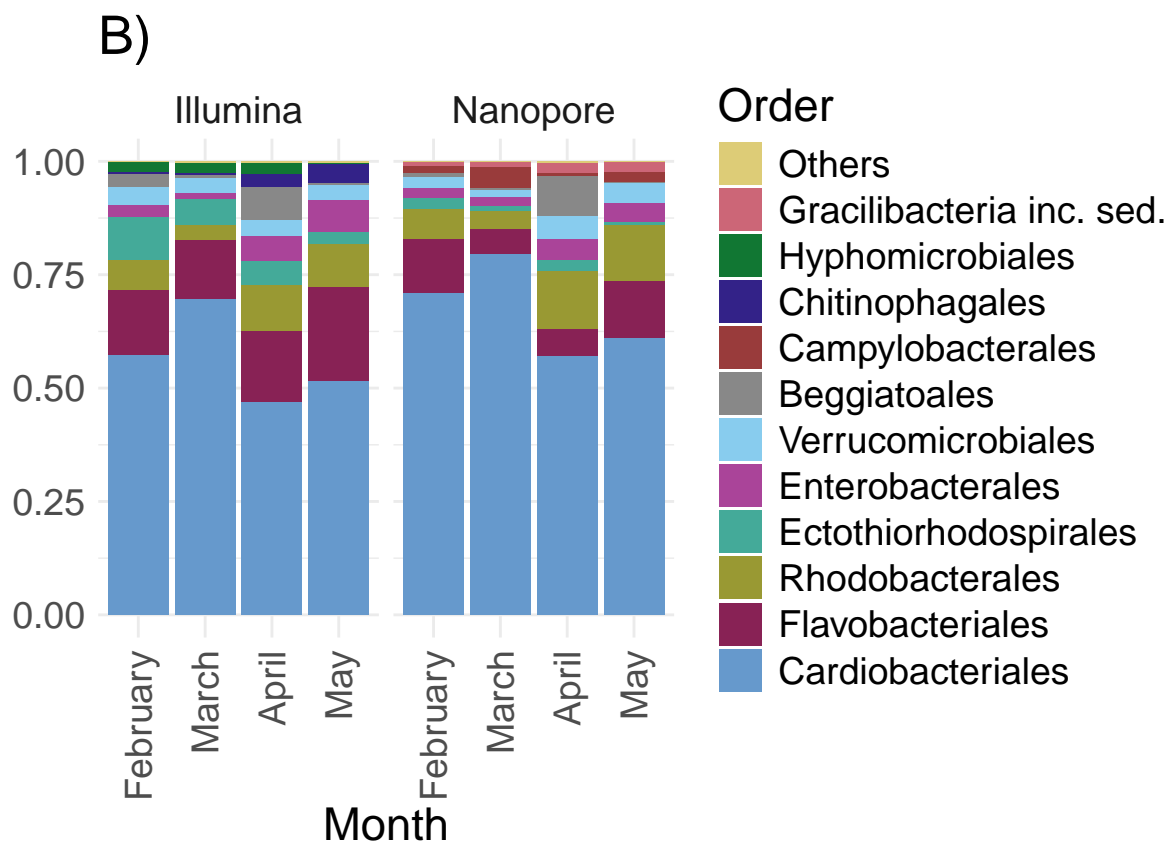 B)
Illumina
Nanopore
1.00
0.75
0.50
0.25
0.00
February
March
April
May
February
March
April
May
Month
Order
Others
Gracilibacteria inc. sed.
Hyphomicrobiales
Chitinophagales
Campylobacterales
Beggiatoales
Verrucomicrobiales
Enterobacterales
Ectothiorhodospirales
Rhodobacterales
Flavobacteriales
Cardiobacteriales